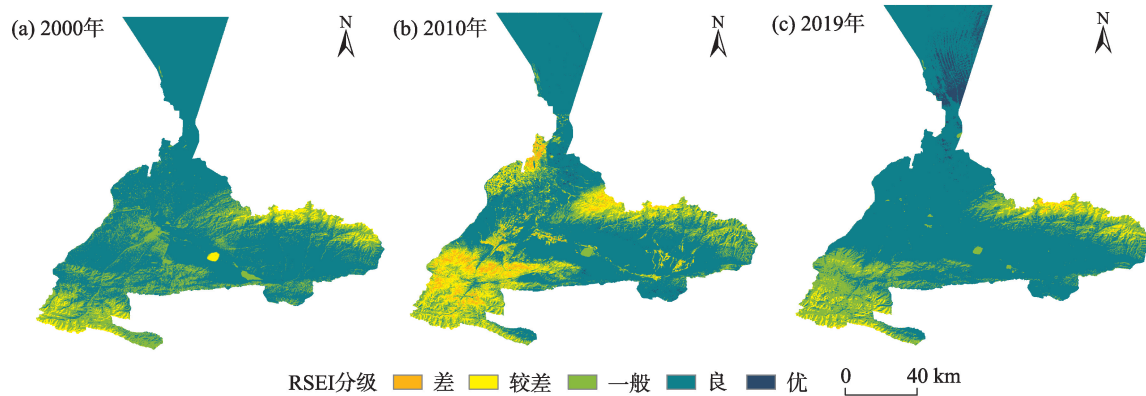 (a) 2000年
N
(b) 2010年
N
(c) 2019年
N
RSEI分级 差 较差 一般 良 优
0 40 km